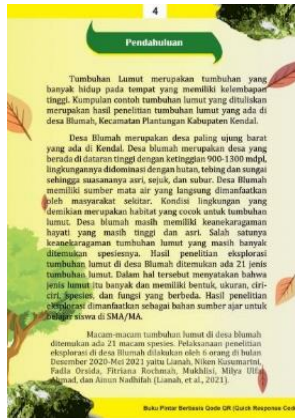 4
Pendahuluan
Tumbuhan Lumut merupakan tumbuhan yang
banyak hidup pada tempat yang memiliki kelembapan
tinggi. Kumpulan contoh tumbuhan lumut yang dituliskan
merupakan hasil penelitian tumbuhan lumut yang ada di
desa Blumah, Kecamatan Plantungan Kabupaten Kendal.
Desa Blumah merupakan desa paling ujung barat
yang ada di Kendal. Desa blumah merupakan desa yang
berada di dataran tinggi dengan ketinggian 900-1300 mdpl,
lingkungannya didominasi dengan hutan, tebing dan sungai
sehingga suasananya asri, sejuk, dan subur. Desa Blumah
memiliki sumber mata air yang langsung dimanfaatkan
oleh masyarakat sekitar. Kondisi lingkungan yang
demikian merupakan habitat yang cocok untuk tumbuhan
lumut. Desa blumah masih memiliki keanekaragaman
hayati yang masih tinggi dan asri. Salah satunya
keanekaragaman tumbuhan lumut yang masih banyak
ditemukan spesiesnya. Hasil penelitian eksplorasi
tumbuhan lumut di desa Blumah ditemukan ada 21 jenis
tumbuhan lumut. Dalam hal tersebut menyatakan bahwa
jenis lumut itu banyak dan memiliki bentuk, ukuran, ciri-
ciri, spesies, dan fungsi yang berbeda. Hasil penelitian
eksplorasi dimanfaatkan sebagai bahan sumber ajar untuk
belajar siswa di SMA/MA.
Macam-macam tumbuhan lumut di desa blumah
ditemukan ada 21 macam spesies. Pelaksanaan penelitian
eksplorasi di desa Blumah dilakukan oleh 6 orang di bulan
Desember 2020-Mei 2021 yaitu Lianah, Niken Kusumarini,
Fadla Orsida, Fitriana Rochmah, Mukhlisi, Milya Ulfa
Ahmad, dan Ainun Nadhifah (Lianah, et al., 2021).
Buku Pintar Berbasis Qode QR (Quick Response Code